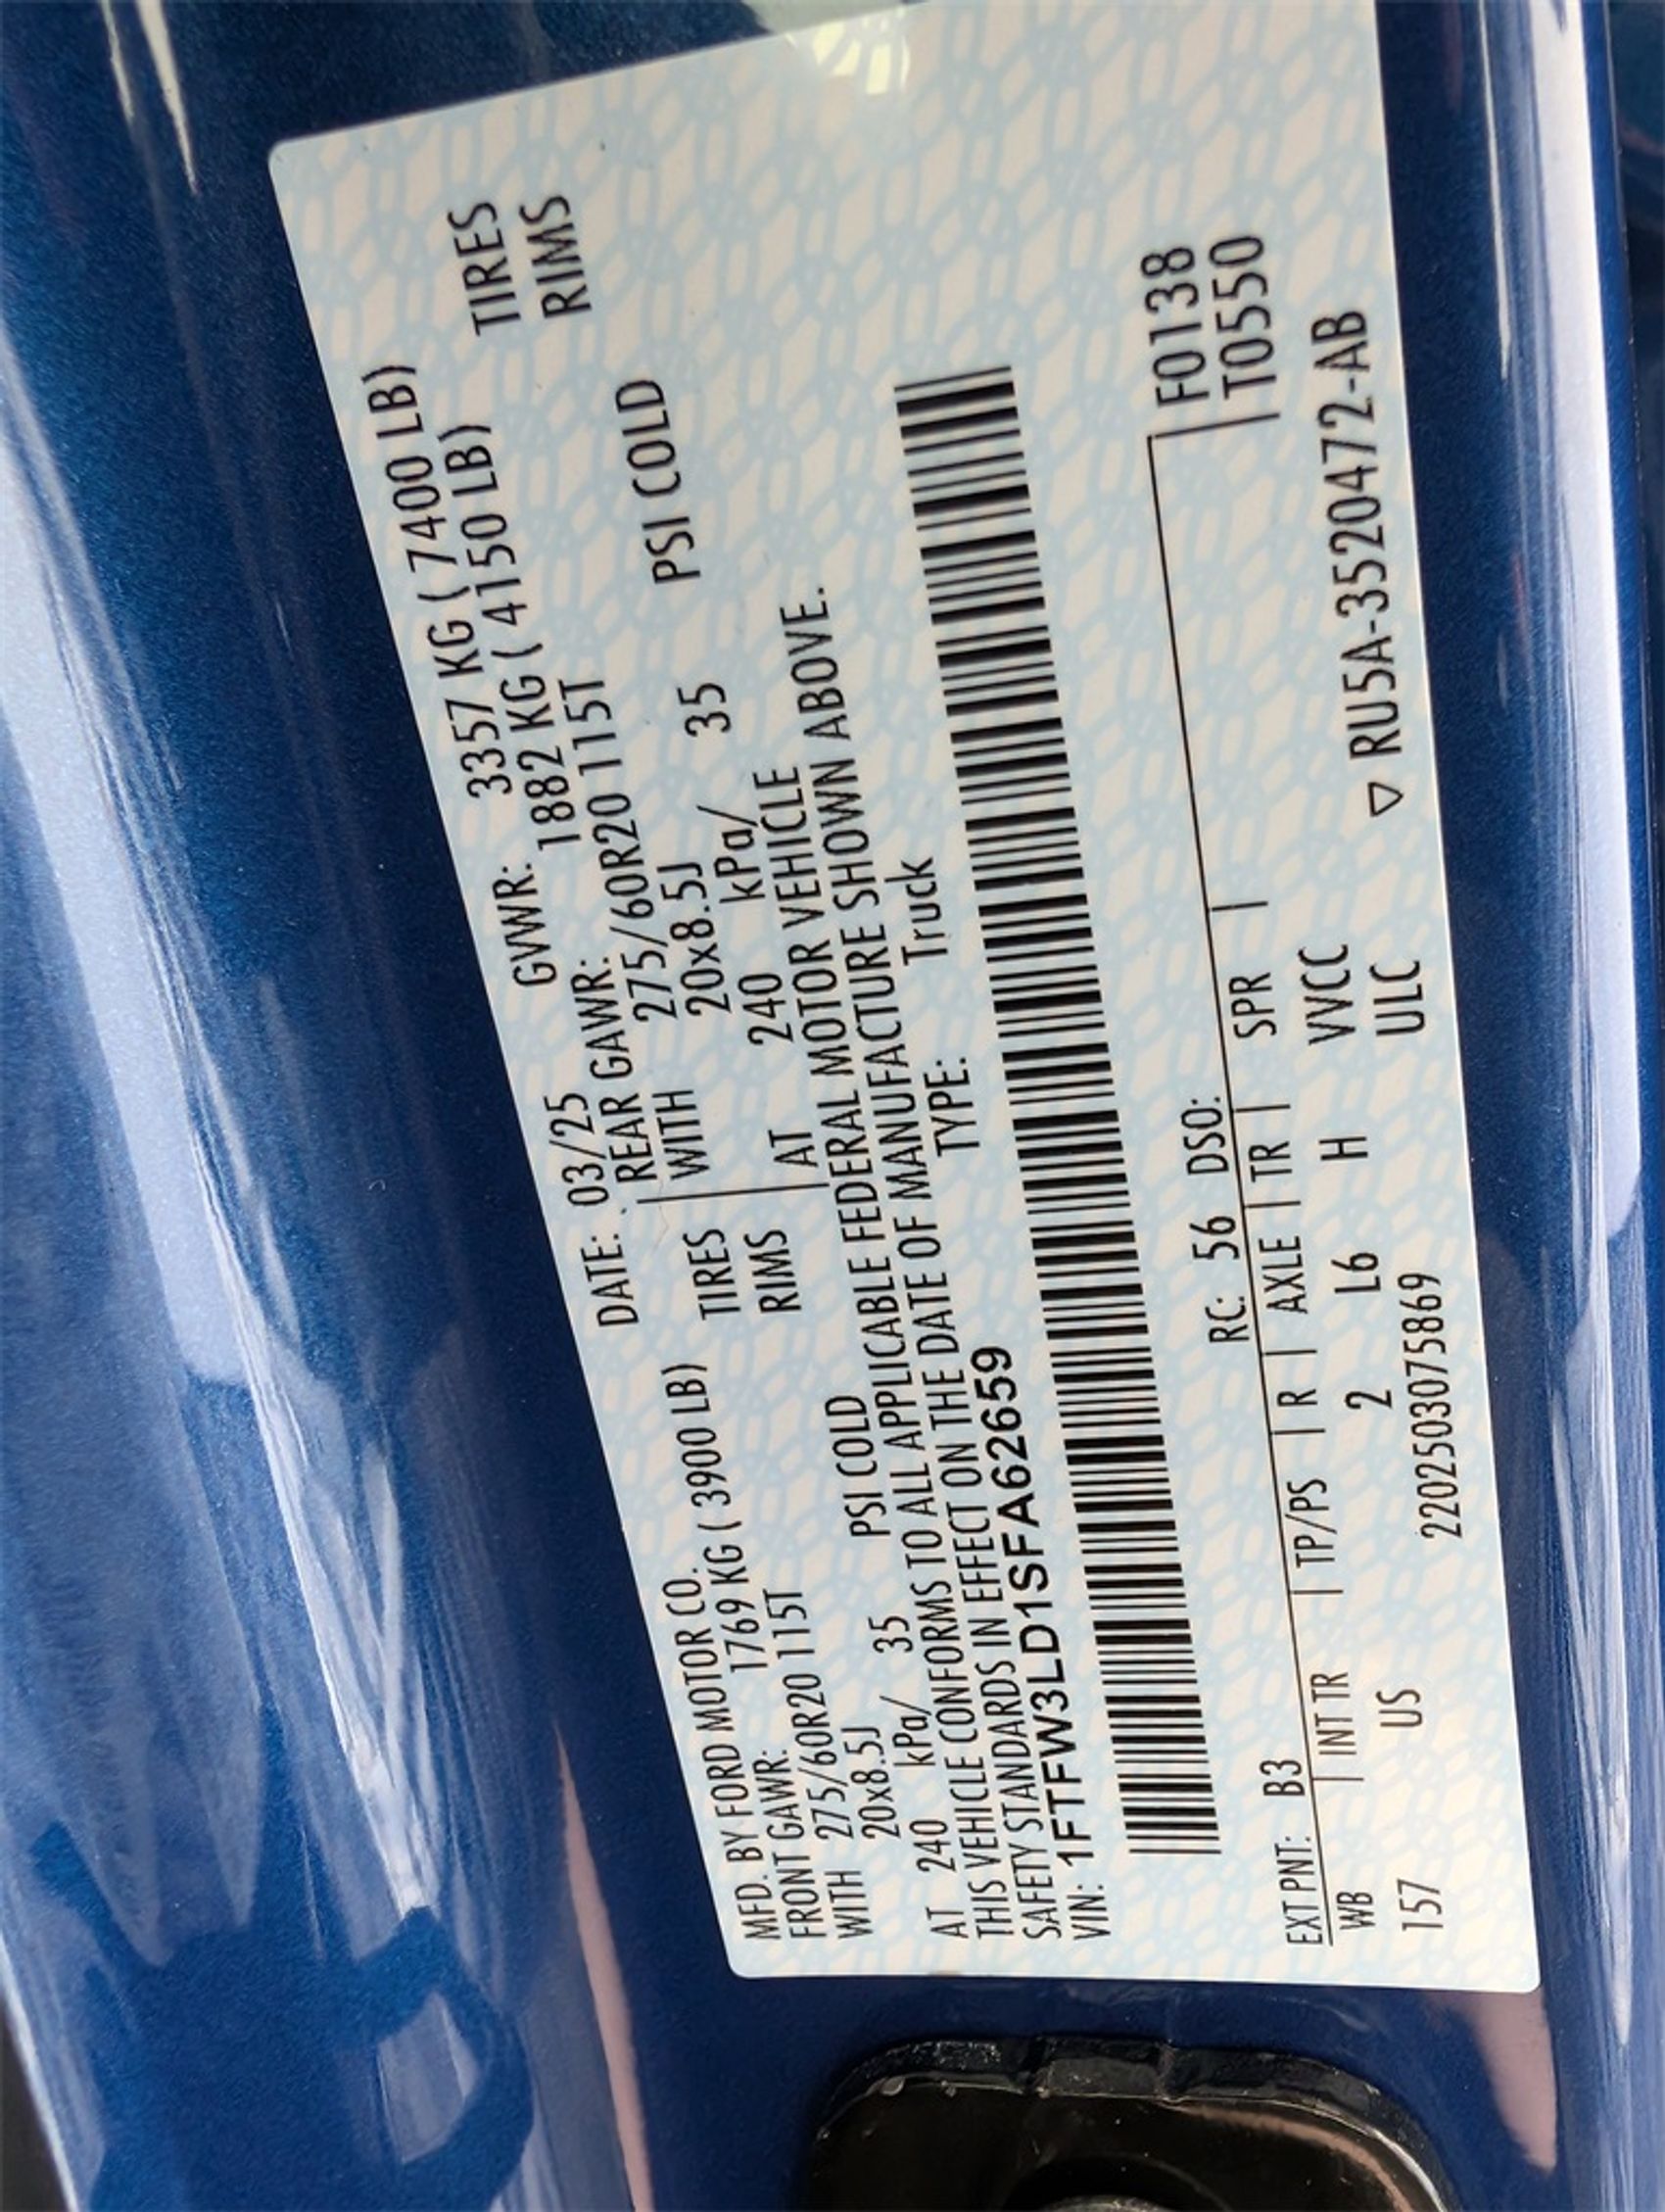 MFD. BY FORD MOTOR CO. DATE: 03/25 GVWR: 3357 KG ( 7400 LB)
FRONT GAWR: 1769 KG ( 3900 LB) REAR GAWR: 1882 KG ( 4150 LB)
WITH 275/60R20 115T TIRES WITH 275/60R20 115T TIRES
20x8.5J RIMS 20x8.5J RIMS
AT 240 kPa/ 35 PSI COLD AT 240 kPa/ 35 PSI COLD
THIS VEHICLE CONFORMS TO ALL APPLICABLE FEDERAL MOTOR VEHICLE
SAFETY STANDARDS IN EFFECT ON THE DATE OF MANUFACTURE SHOWN ABOVE.
VIN: 1FTFW3LD1SFA62659 TYPE: Truck
F0138
EXT PNT: B3 RC: 56 DSO: T0550
WB INT TR TP/PS R AXLE TR SPR
157 US 2 L6 H VVCC
2202503075869 ULC ▽ RU5A-3520472-AB